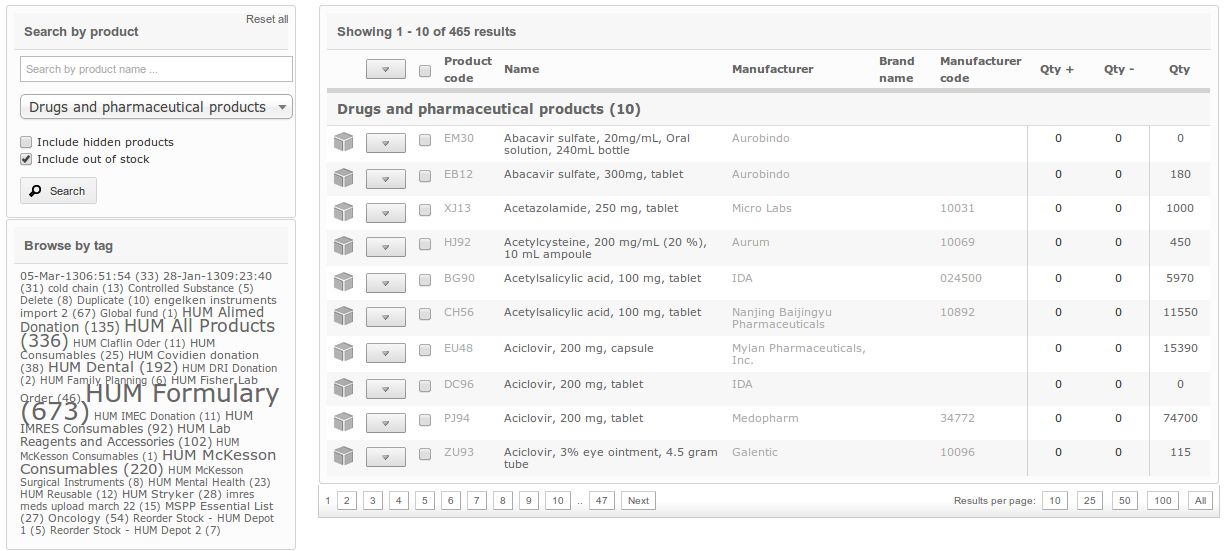 Reset all
Search by product
Search by product name ...
Drugs and pharmaceutical products
Include hidden products
Include out of stock
Search
Browse by tag
05-Mar-1306:51:54 (33) 28-Jan-1309:23:40
(31) cold chain (13) Controlled Substance (5)
Delete (8) Duplicate (10) engelken instruments
import 2 (67) Global fund (1) HUM Alimed
Donation (135) HUM All Products
(336) HUM Claflin Oder (11) HUM
Consumables (25) HUM Covidien donation
(38) HUM Dental (192) HUM DRI Donation
(2) HUM Family Planning (6) HUM Fisher Lab
Order (46) HUM Formulary
(673) HUM IMEC Donation (11) HUM
IMRES Consumables (92) HUM Lab
Reagents and Accessories (102) HUM
McKesson Consumables (1) HUM McKesson
Consumables (220) HUM McKesson
Surgical Instruments (8) HUM Mental Health (23)
HUM Reusable (12) HUM Stryker (28) imres
meds upload march 22 (15) MSPP Essential List
(27) Oncology (54) Reorder Stock - HUM Depot
1 (5) Reorder Stock - HUM Depot 2 (7)
Showing 1 - 10 of 465 results
Product code Name Manufacturer Brand name Manufacturer code Qty + Qty - Qty
Drugs and pharmaceutical products (10)
EM30 Abacavir sulfate, 20mg/mL, Oral Aurobindo 0 0 0
solution, 240mL bottle
EB12 Abacavir sulfate, 300mg, tablet Aurobindo 0 0 180
XJ13 Acetazolamide, 250 mg, tablet Micro Labs 10031 0 0 1000
HJ92 Acetylcysteine, 200 mg/mL (20 %), Aurum 10069 0 0 450
10 mL ampoule
BG90 Acetylsalicylic acid, 100 mg, tablet IDA 024500 0 0 5970
CH56 Acetylsalicylic acid, 100 mg, tablet Nanjing Baijingyu 10892 0 0 11550
Pharmaceuticals
EU48 Aciclovir, 200 mg, capsule Mylan Pharmaceuticals, 0 0 15390
Inc.
DC96 Aciclovir, 200 mg, tablet IDA 0 0 0
PJ94 Aciclovir, 200 mg, tablet Medopharm 34772 0 0 74700
ZU93 Aciclovir, 3% eye ointment, 4.5 gram Galentic 10096 0 0 115
tube
1 2 3 4 5 6 7 8 9 10 .. 47 Next Results per page: 10 25 50 100 All